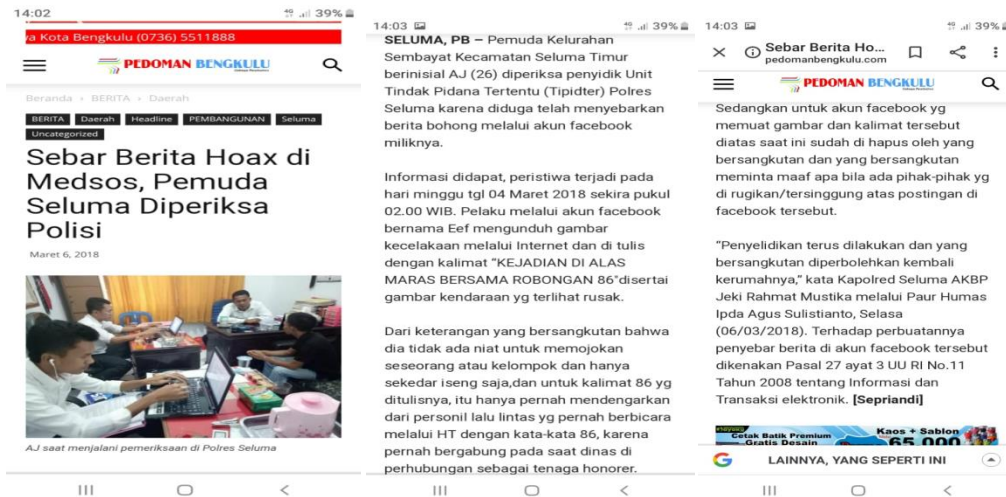 14:02
4G 39%
a Kota Bengkulu (0736) 5511888
PEDOMAN BENGKULU
Beranda › BERITA › Daerah
BERITA Daerah Headline PEMBANGUNAN Seluma
Uncategorized
Sebar Berita Hoax di
Medsos, Pemuda
Seluma Diperiksa
Polisi
Maret 6, 2018
AJ saat menjalani pemeriksaan di Polres Seluma
14:03
4G 39%
SELUMA, PB – Pemuda Kelurahan
Sembayat Kecamatan Seluma Timur
berinisial AJ (26) diperiksa penyidik Unit
Tindak Pidana Tertentu (Tipidter) Polres
Seluma karena diduga telah menyebarkan
berita bohong melalui akun facebook
miliknya.
Informasi didapat, peristiwa terjadi pada
hari minggu tgl 04 Maret 2018 sekira pukul
02.00 WIB. Pelaku melalui akun facebook
bernama Eef mengunduh gambar
kecelakaan melalui Internet dan di tulis
dengan kalimat “KEJADIAN DI ALAS
MARAS BERSAMA ROBONGAN 86"disertai
gambar kendaraan yg terlihat rusak.
Dari keterangan yang bersangkutan bahwa
dia tidak ada niat untuk memojokan
seseorang atau kelompok dan hanya
sekedar iseng saja,dan untuk kalimat 86 yg
ditulisnya, itu hanya pernah mendengarkan
dari personil lalu lintas yg pernah berbicara
melalui HT dengan kata-kata 86, karena
pernah bergabung pada saat dinas di
perhubungan sebagai tenaga honorer.
14:03
4G 39%
Sebar Berita Ho...
pedomanbengkulu.com
PEDOMAN BENGKULU
Sedangkan untuk akun facebook yg
memuat gambar dan kalimat tersebut
diatas saat ini sudah di hapus oleh yang
bersangkutan dan yang bersangkutan
meminta maaf apa bila ada pihak-pihak yg
di rugikan/tersinggung atas postingan di
facebook tersebut.
“Penyelidikan terus dilakukan dan yang
bersangkutan diperbolehkan kembali
kerumahnya,” kata Kapolred Seluma AKBP
Jeki Rahmat Mustika melalui Paur Humas
Ipda Agus Sulistianto, Selasa
(06/03/2018). Terhadap perbuatannya
penyebar berita di akun facebook tersebut
dikenakan Pasal 27 ayat 3 UU RI No.11
Tahun 2008 tentang Informasi dan
Transaksi elektronik. [Sepriandi]
Cetak Batik Premium
Gratis Desain
Kaos + Sablon
65.000
LAINNYA, YANG SEPERTI INI